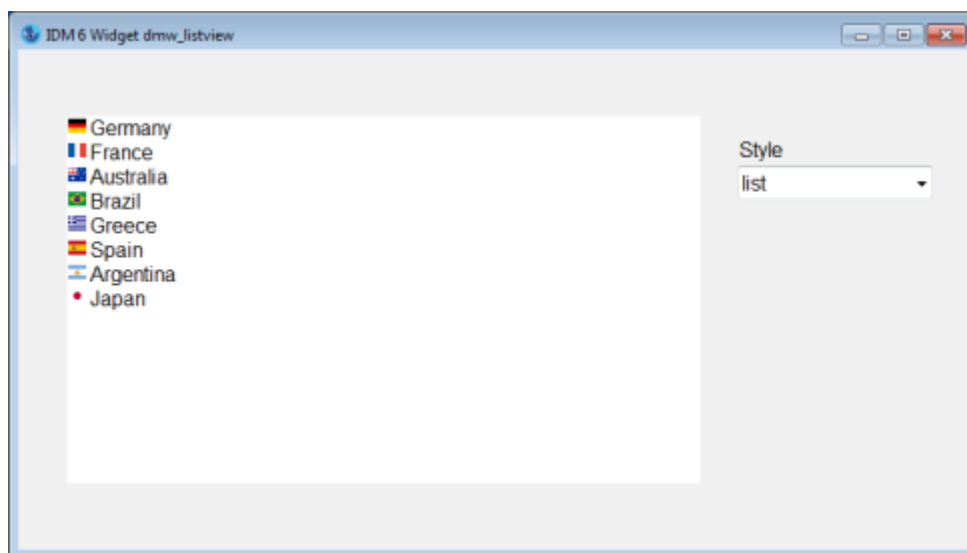 IDM 6 Widget dmw_listview
Germany
France
Australia
Brazil
Greece
Spain
Argentina
Japan
Style
list